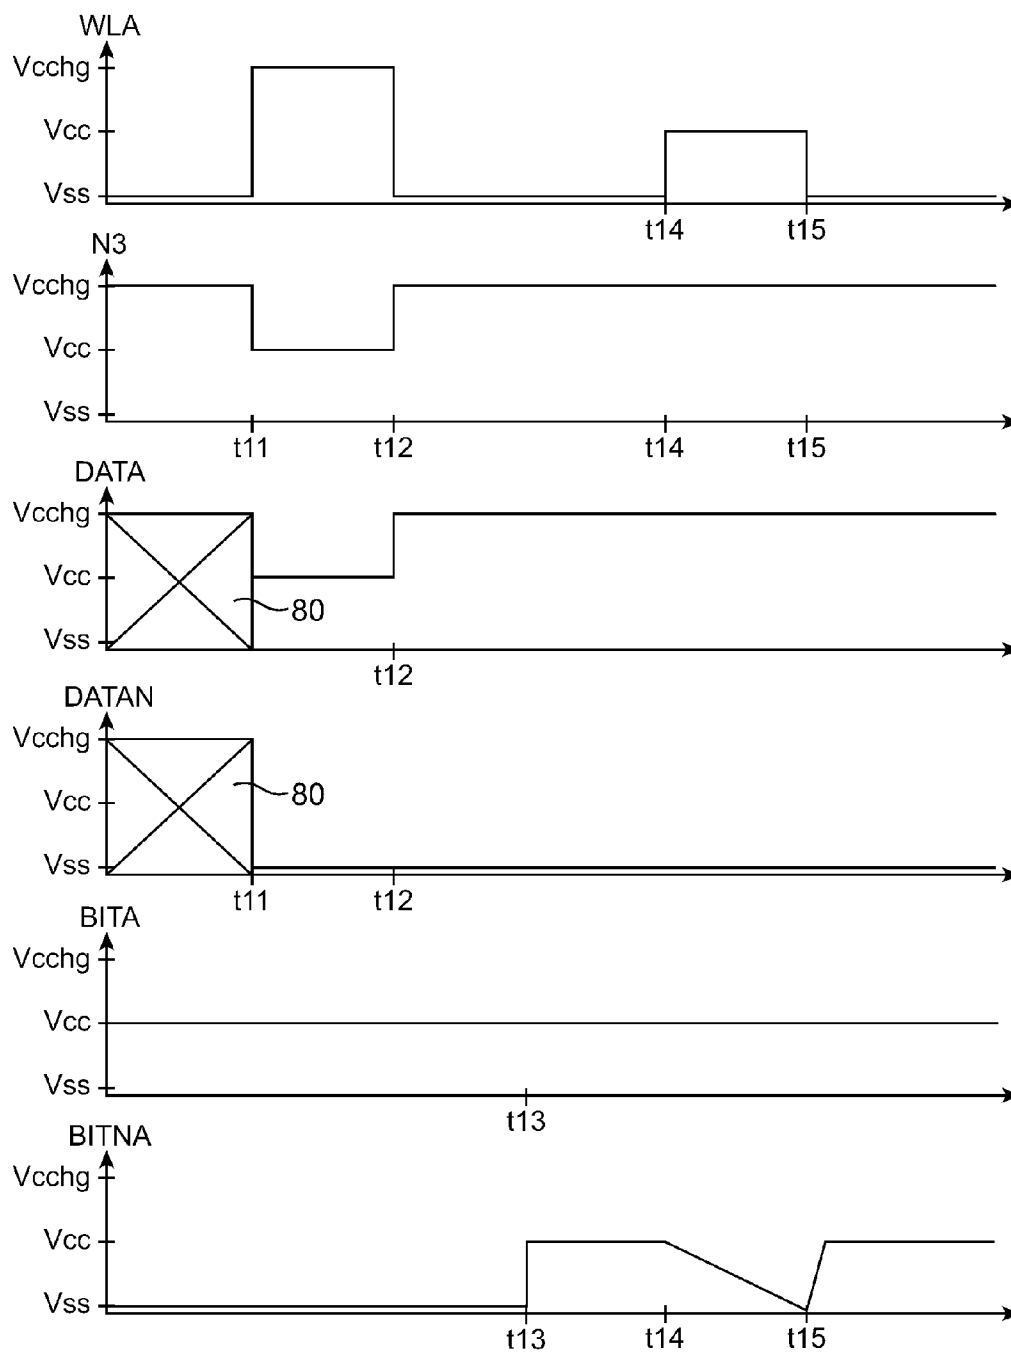 WLA
Vcchg
Vcc
Vss
t14 t15
N3
Vcchg
Vcc
Vss
t11 t12 t14 t15
DATA
Vcchg
Vcc
80
Vss
t12
DATAN
Vcchg
80
Vcc
Vss
t11 t12
BITA
Vcchg
Vcc
Vss
t13
BITNA
Vcchg
Vcc
Vss
t13 t14 t15